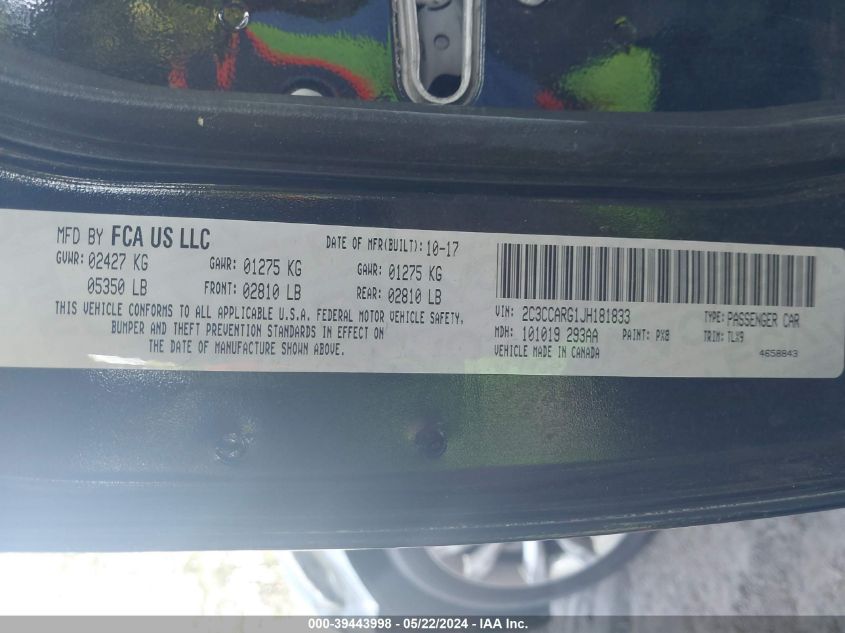 MFD BY FCA US LLC
DATE OF MFR(BUILT): 10-17
GVWR: 02427 KG GAWR: 01275 KG GAWR: 01275 KG
05350 LB FRONT: 02810 LB REAR: 02810 LB
THIS VEHICLE CONFORMS TO ALL APPLICABLE U.S.A. FEDERAL MOTOR VEHICLE SAFETY,
BUMPER AND THEFT PREVENTION STANDARDS IN EFFECT ON
THE DATE OF MANUFACTURE SHOWN ABOVE.
VIN: 2C3CCARG1JH181833 TYPE: PASSENGER CAR
MDH: 101019 293AA PAINT: PX8 TRIM: TLX9
VEHICLE MADE IN CANADA 4658843
000-39443998 - 05/22/2024 - IAA Inc.